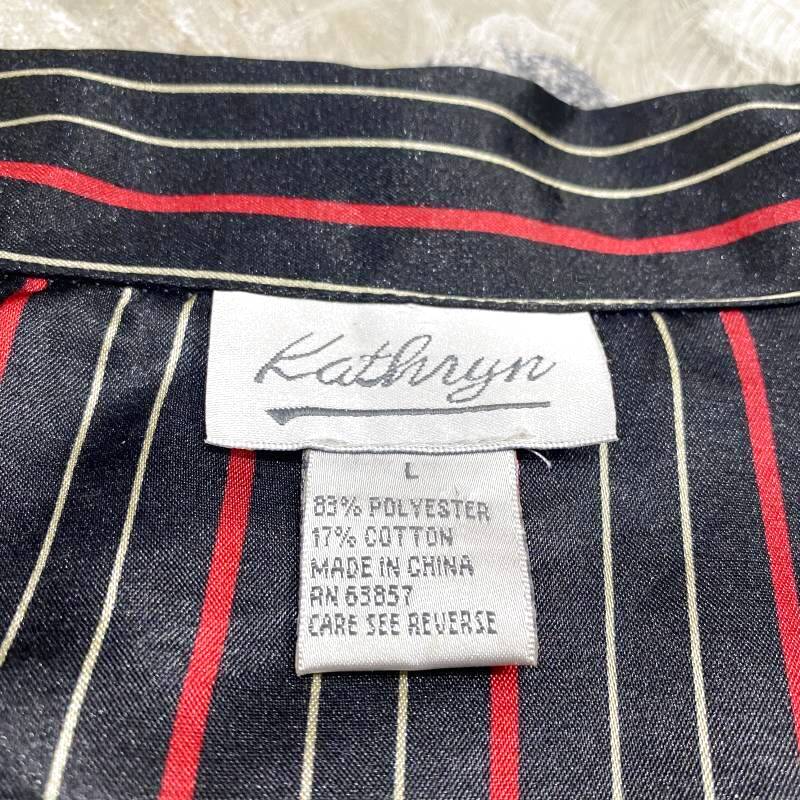 Kathryn
L
83% POLYESTER
17% COTTON
MADE IN CHINA
RN 63857
CARE SEE REVERSE